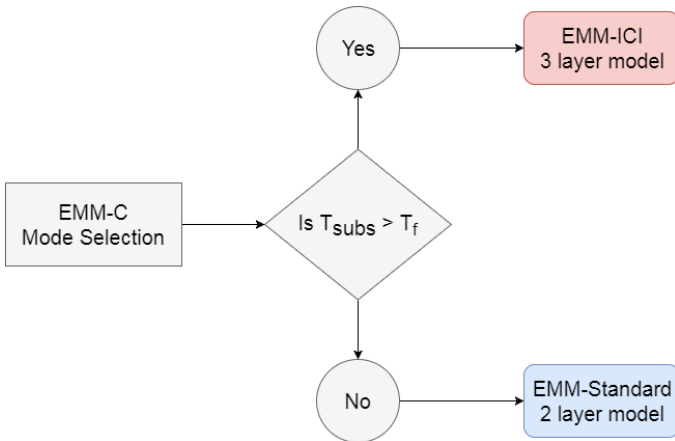 Yes
EMM-ICI
3 layer model
EMM-C
Mode Selection
Is Tsubs > Tf
No
EMM-Standard
2 layer model